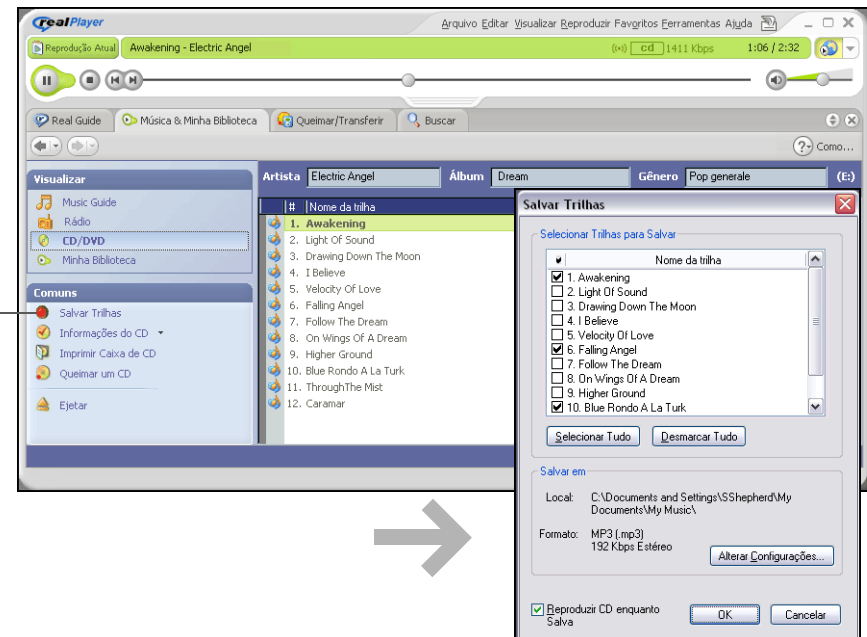 realPlayer
Arquivo Editar Visualizar Reproduzir Favoritos Ferramentas Ajuda
Reprodução Atual Awakening - Electric Angel cd 1411 Kbps 1:06 / 2:32
Real Guide Música & Minha Biblioteca Queimar/Transferir Buscar
Como...
Visualizar
Music Guide
Rádio
CD/DVD
Minha Biblioteca
Comuns
Salvar Trilhas
Informações do CD
Imprimir Caixa de CD
Queimar um CD
Ejetar
Artista Electric Angel Álbum Dream Gênero Pop generale (E:)
# Nome da trilha
1. Awakening
2. Light Of Sound
3. Drawing Down The Moon
4. I Believe
5. Velocity Of Love
6. Falling Angel
7. Follow The Dream
8. On Wings Of A Dream
9. Higher Ground
10. Blue Rondo A La Turk
11. ThroughThe Mist
12. Caramar
Salvar Trilhas
Selecionar Trilhas para Salvar
Nome da trilha
1. Awakening
2. Light Of Sound
3. Drawing Down The Moon
4. I Believe
5. Velocity Of Love
6. Falling Angel
7. Follow The Dream
8. On Wings Of A Dream
9. Higher Ground
10. Blue Rondo A La Turk
Selecionar Tudo Desmarcar Tudo
Salvar em
Local: C:\Documents and Settings\SShepherd\My
Documents\My Music\
Formato: MP3 (.mp3)
192 Kbps Estéreo
Alterar Configurações...
Reproduzir CD enquanto
Salva
OK Cancelar